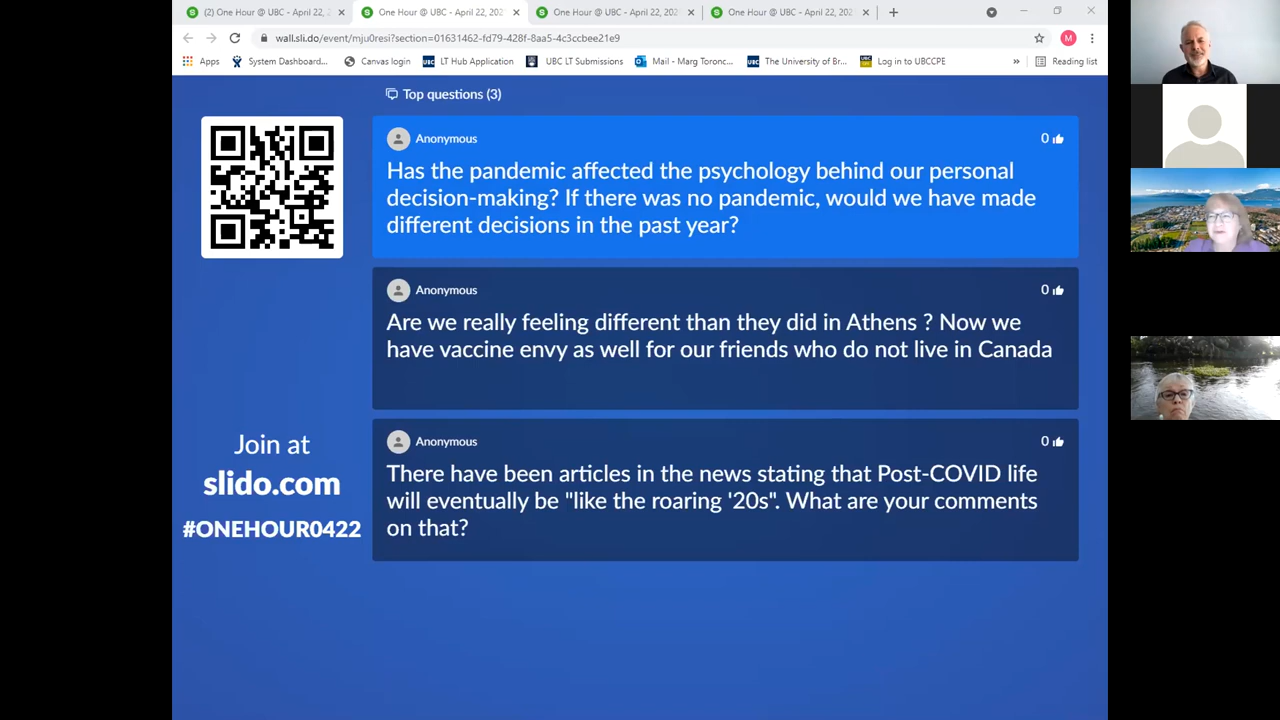 (2) One Hour @ UBC - April 22, 2
One Hour @ UBC - April 22, 202
One Hour @ UBC - April 22, 202
One Hour @ UBC - April 22, 202
wall.sli.do/event/mju0resi?section=01631462-fd79-428f-8aa5-4c3ccbee21e9
M
Apps
System Dashboard...
Canvas login
UBC LT Hub Application
UBC LT Submissions
Mail - Marg Toronc...
UBC The University of Br...
Log in to UBCCPE
»
Reading list
Top questions (3)
Anonymous
0
Has the pandemic affected the psychology behind our personal
decision-making? If there was no pandemic, would we have made
different decisions in the past year?
Anonymous
0
Are we really feeling different than they did in Athens ? Now we
have vaccine envy as well for our friends who do not live in Canada
Anonymous
0
There have been articles in the news stating that Post-COVID life
will eventually be "like the roaring '20s". What are your comments
on that?
Join at
slido.com
#ONEHOUR0422